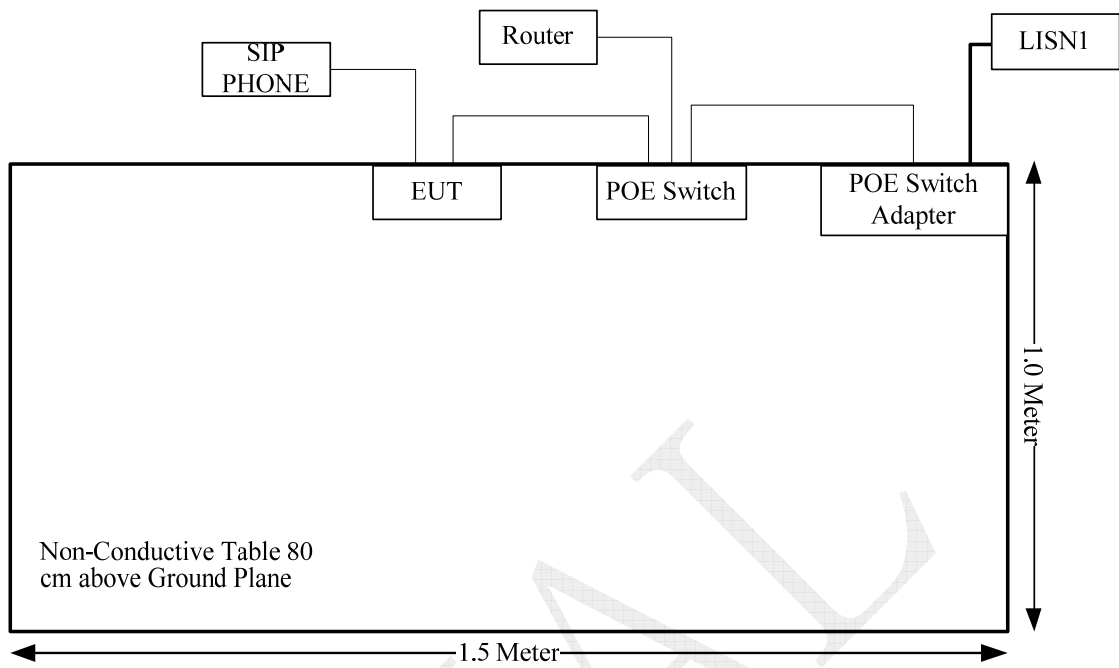 SIP
PHONE
Router
LISN1
EUT
POE Switch
POE Switch
Adapter
1.0 Meter
Non-Conductive Table 80
cm above Ground Plane
1.5 Meter